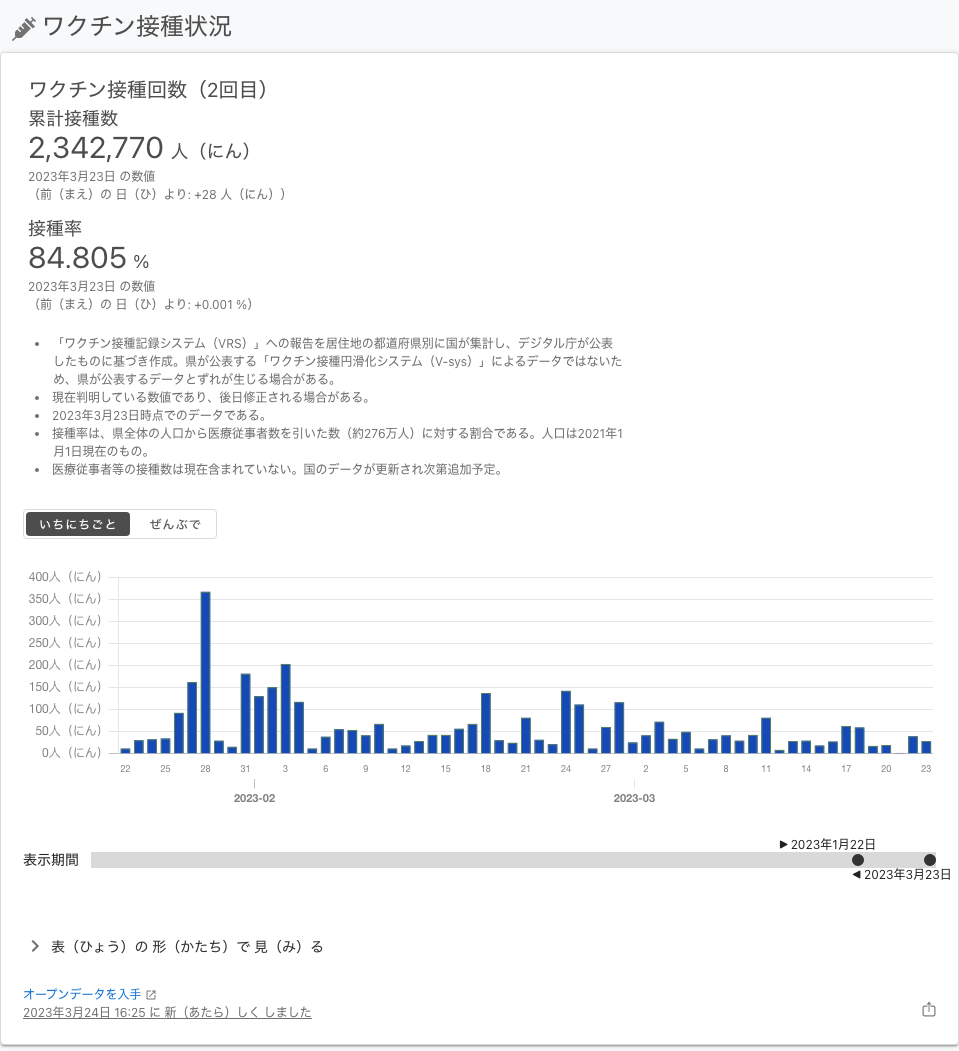 ワクチン接種状況
ワクチン接種回数（2回目）
累計接種数
2,342,770 人（にん）
2023年3月23日 の数値
（前（まえ）の 日（ひ）より: +28 人（にん））
接種率
84.805 %
2023年3月23日 の数値
（前（まえ）の 日（ひ）より: +0.001 %）
• 「ワクチン接種記録システム（VRS）」への報告を居住地の都道府県別に国が集計し、デジタル庁が公表
したものに基づき作成。県が公表する「ワクチン接種円滑化システム（V-sys）」によるデータではないた
め、県が公表するデータとずれが生じる場合がある。
• 現在判明している数値であり、後日修正される場合がある。
• 2023年3月23日時点でのデータである。
• 接種率は、県全体の人口から医療従事者数を引いた数（約276万人）に対する割合である。人口は2021年1
月1日現在のもの。
• 医療従事者等の接種数は現在含まれていない。国のデータが更新され次第追加予定。
いちにちごと ぜんぶで
400人（にん）
350人（にん）
300人（にん）
250人（にん）
200人（にん）
150人（にん）
100人（にん）
50人（にん）
0人（にん）
22 25 28 31 3 6 9 12 15 18 21 24 27 2 5 8 11 14 17 20 23
2023-02 2023-03
▶ 2023年1月22日
表示期間
◀ 2023年3月23日
表（ひょう）の 形（かたち）で 見（み）る
オープンデータを入手
2023年3月24日 16:25 に 新（あたら）しく しました